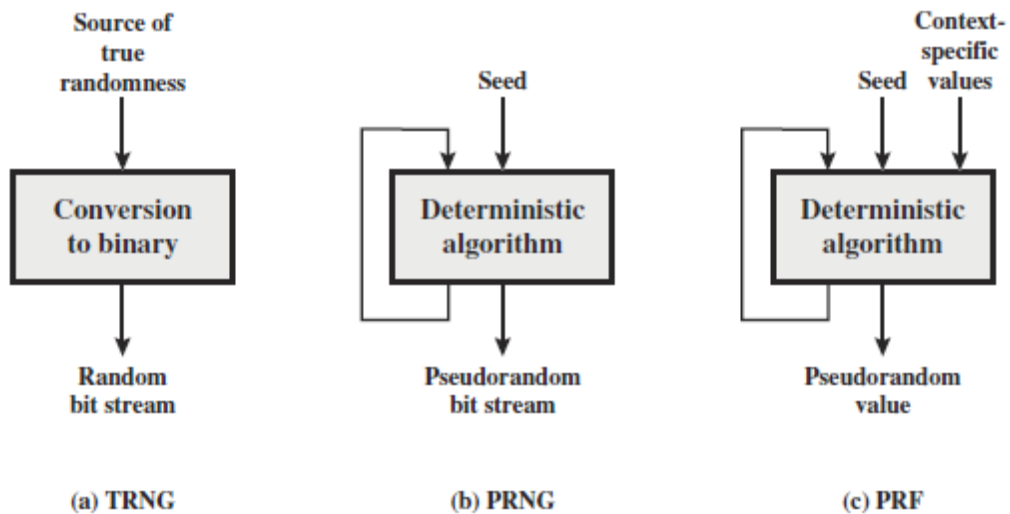 Source of
true
randomness
Conversion
to binary
Random
bit stream
(a) TRNG
Seed
Deterministic
algorithm
Pseudorandom
bit stream
(b) PRNG
Context-
specific
values
Seed
Deterministic
algorithm
Pseudorandom
value
(c) PRF